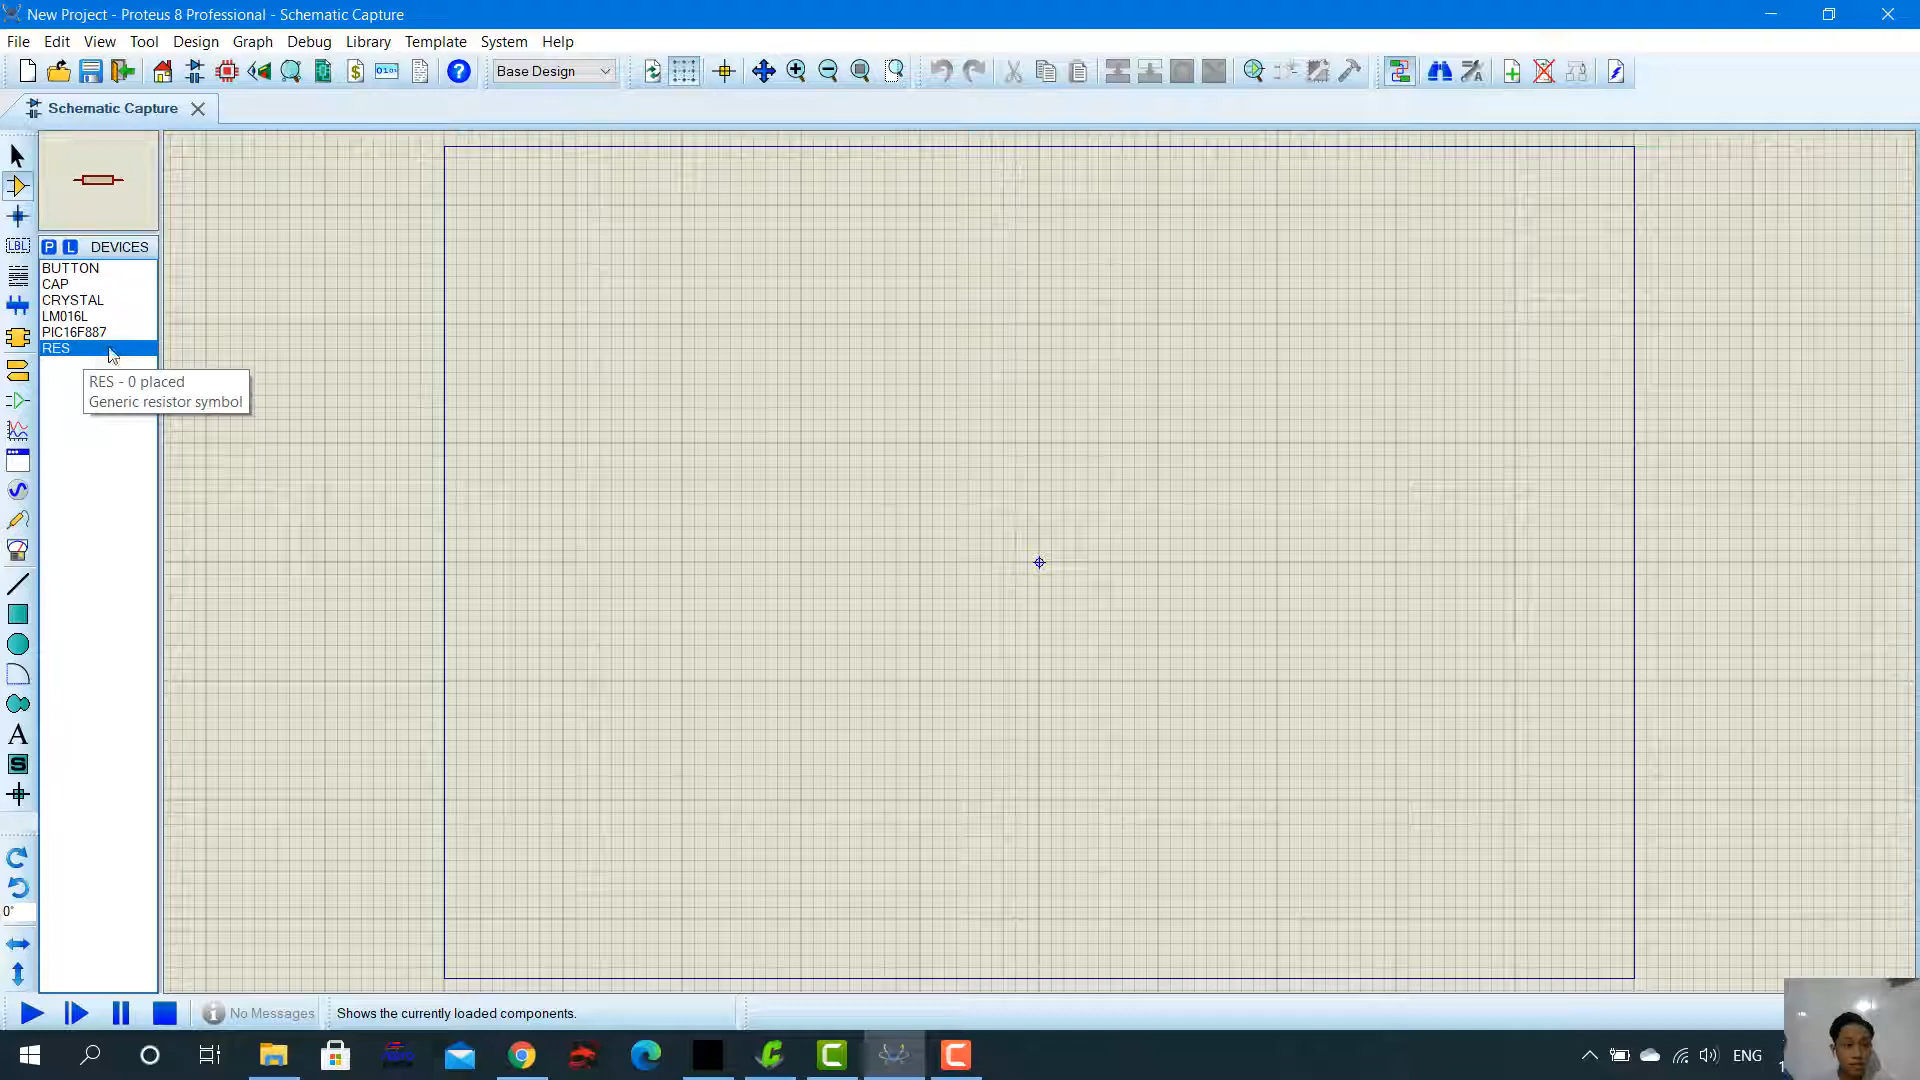 New Project - Proteus 8 Professional - Schematic Capture
File Edit View Tool Design Graph Debug Library Template System Help
Base Design
Schematic Capture
P L DEVICES
BUTTON
CAP
CRYSTAL
LM016L
PIC16F887
RES
RES - 0 placed
Generic resistor symbol
LBL
A
S
0°
No Messages
Shows the currently loaded components.
ENG